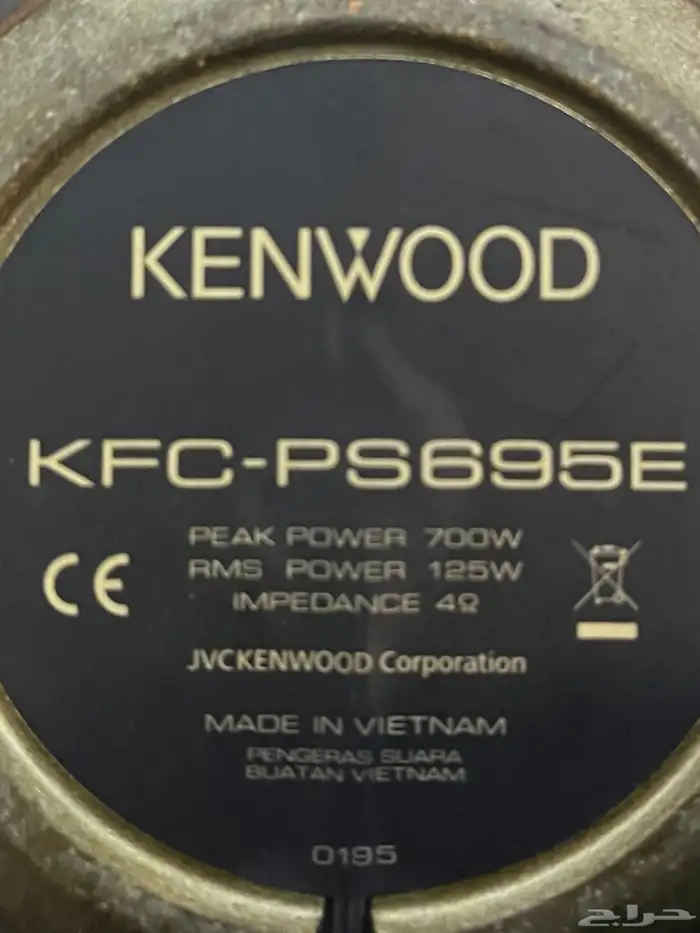 KENWOOD
KFC-PS695E
PEAK POWER 700W
RMS POWER 125W
IMPEDANCE 4Ω
CE
JVCKENWOOD Corporation
MADE IN VIETNAM
PENGERAS SUARA
BUATAN VIETNAM
0195
حراج